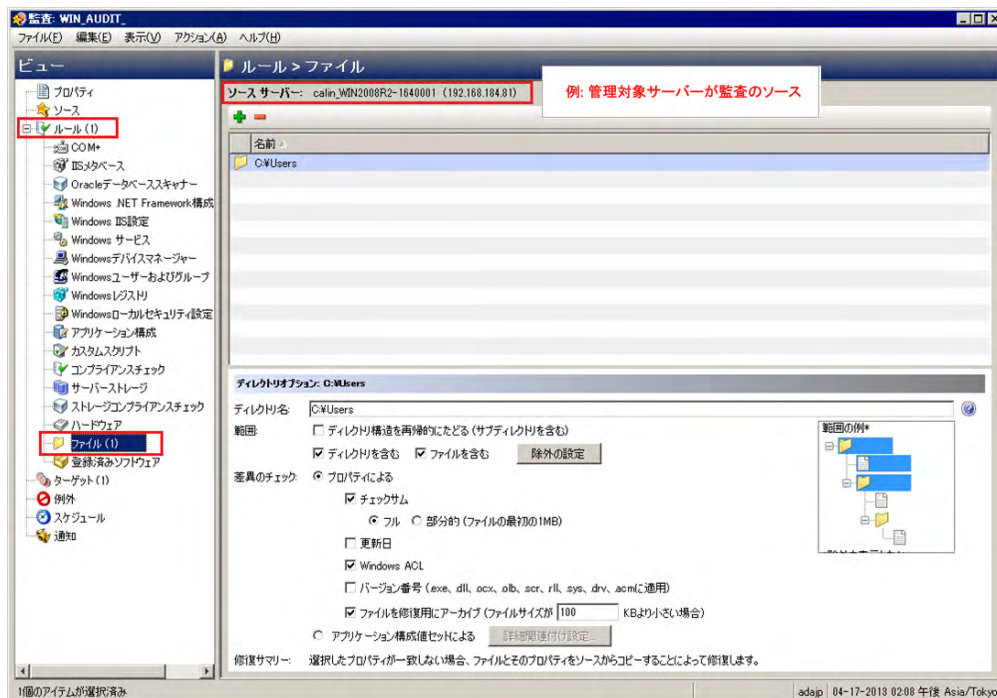 監査: WIN_AUDIT_
ファイル(F) 編集(E) 表示(V) アクション(A) ヘルプ(H)
ビュー
プロパティ
ソース
ルール (1)
COM+
IISメタベース
Oracleデータベーススキャナー
Windows .NET Framework構成
Windows IIS設定
Windows サービス
Windowsデバイスマネージャー
Windowsユーザーおよびグループ
Windowsレジストリ
Windowsローカルセキュリティ設定
アプリケーション構成
カスタムスクリプト
コンプライアンスチェック
サーバーストレージ
ストレージコンプライアンスチェック
ハードウェア
ファイル (1)
登録済みソフトウェア
ターゲット (1)
例外
スケジュール
通知
ルール > ファイル
ソース サーバー: calin_WIN2008R2-1640001 (192.168.184.81)
例: 管理対象サーバーが監査のソース
名前
C:¥Users
ディレクトリオプション: C:¥Users
ディレクトリ名: C:¥Users
範囲: ディレクトリ構造を再帰的にたどる (サブディレクトリを含む)
ディレクトリを含む ファイルを含む 除外の設定
範囲の例*
差異のチェック: プロパティによる
チェックサム
フル 部分的 (ファイルの最初の1MB)
更新日
Windows ACL
バージョン番号 (.exe、dll、ocx、olb、scr、rll、sys、drv、acmに適用)
ファイルを修復用にアーカイブ (ファイルサイズが 100 KBより小さい場合)
アプリケーション構成値セットによる 詳細関連付け設定...
修復サマリー: 選択したプロパティが一致しない場合、ファイルとそのプロパティをソースからコピーすることによって修復します。
1個のアイテムが選択済み
adajp 04-17-2013 02:08 午後 Asia/Tokyo